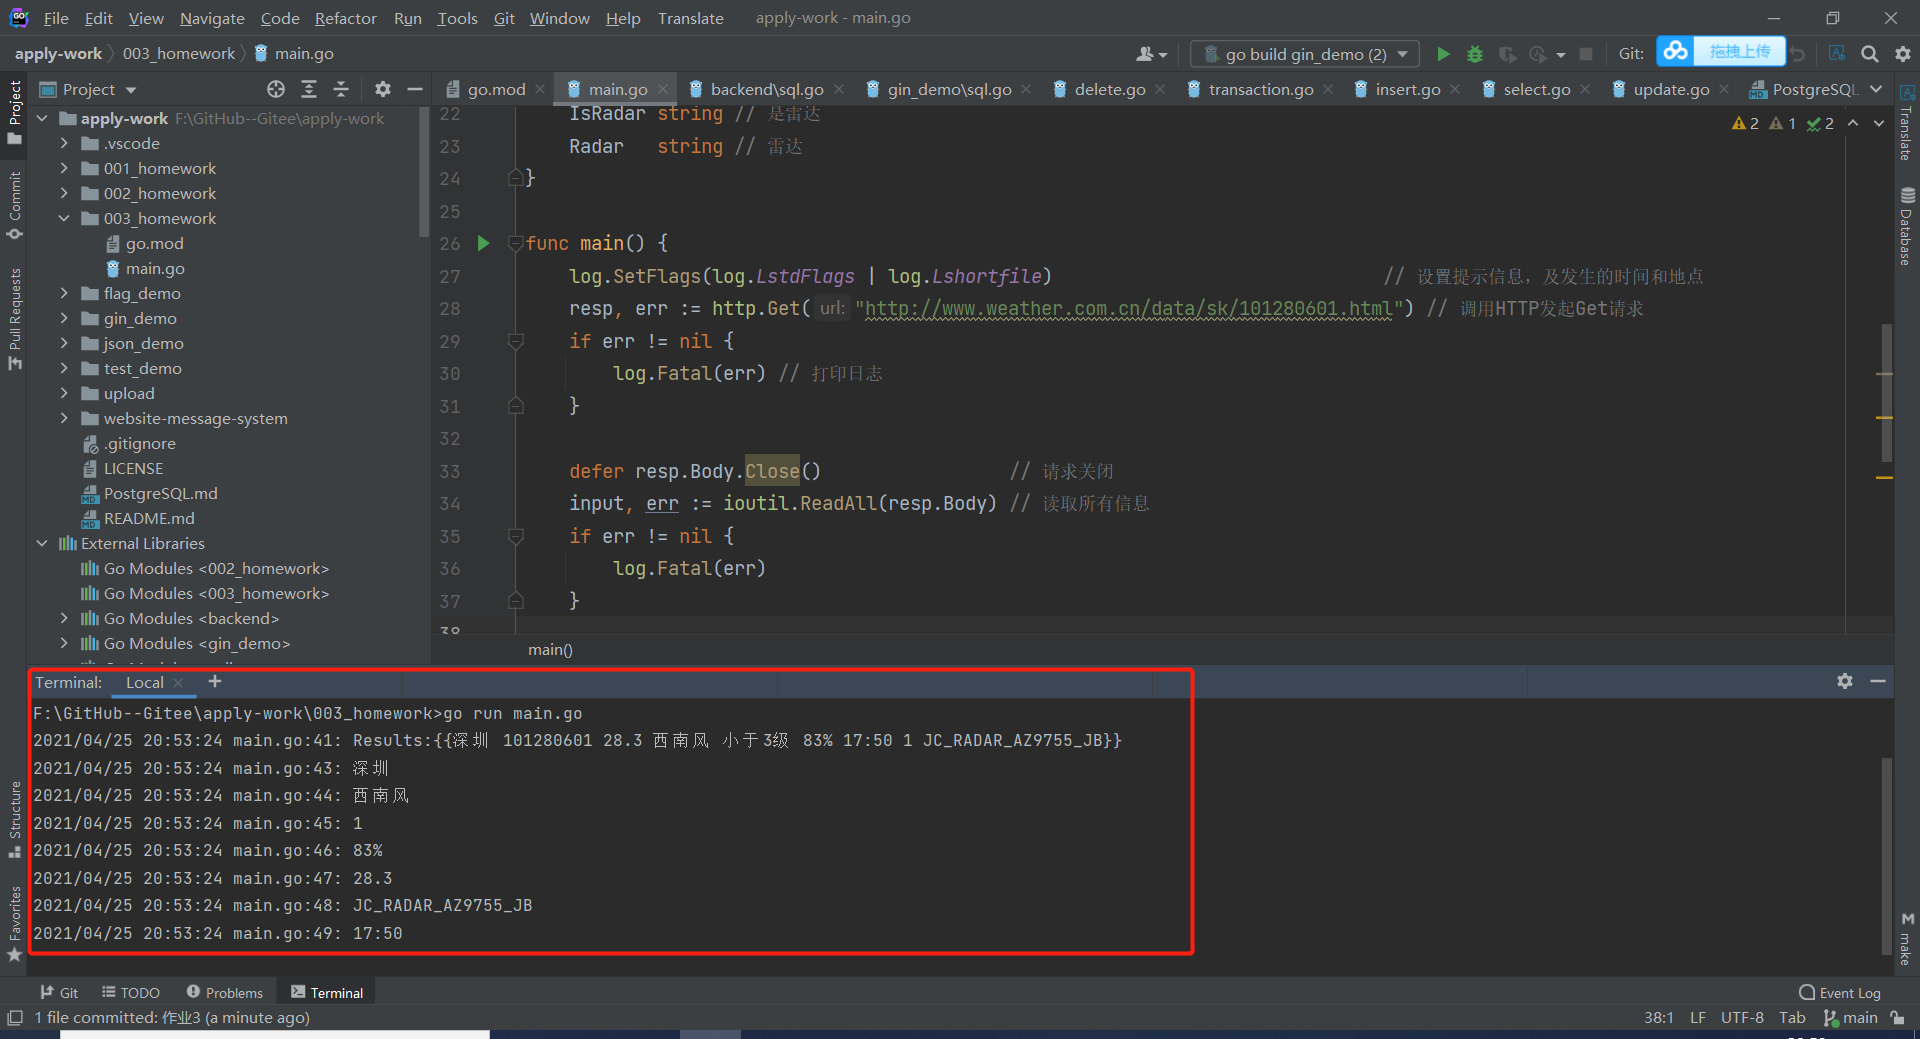 File Edit View Navigate Code Refactor Run Tools Git Window Help Translate apply-work - main.go
apply-work 003_homework main.go go build gin_demo (2) Git: 拖拽上传
Project go.mod main.go backend\sql.go gin_demo\sql.go delete.go transaction.go insert.go select.go update.go PostgreSQL.
apply-work F:\GitHub--Gitee\apply-work
.vscode
001_homework
002_homework
003_homework
go.mod
main.go
flag_demo
gin_demo
json_demo
test_demo
upload
website-message-system
.gitignore
LICENSE
PostgreSQL.md
README.md
External Libraries
Go Modules <002_homework>
Go Modules <003_homework>
Go Modules <backend>
Go Modules <gin_demo>
2 1 2
22 IsRadar string // 是雷达
23 Radar string // 雷达
24 }
25
26 func main() {
27 log.SetFlags(log.LstdFlags | log.Lshortfile) // 设置提示信息，及发生的时间和地点
28 resp, err := http.Get( url: "http://www.weather.com.cn/data/sk/101280601.html") // 调用HTTP发起Get请求
29 if err != nil {
30 log.Fatal(err) // 打印日志
31 }
32
33 defer resp.Body.Close() // 请求关闭
34 input, err := ioutil.ReadAll(resp.Body) // 读取所有信息
35 if err != nil {
36 log.Fatal(err)
37 }
38
main()
Project
Commit
Pull Requests
Structure
Favorites
Translate
Database
make
Terminal: Local
F:\GitHub--Gitee\apply-work\003_homework>go run main.go
2021/04/25 20:53:24 main.go:41: Results:{{深圳 101280601 28.3 西南风 小于3级 83% 17:50 1 JC_RADAR_AZ9755_JB}}
2021/04/25 20:53:24 main.go:43: 深圳
2021/04/25 20:53:24 main.go:44: 西南风
2021/04/25 20:53:24 main.go:45: 1
2021/04/25 20:53:24 main.go:46: 83%
2021/04/25 20:53:24 main.go:47: 28.3
2021/04/25 20:53:24 main.go:48: JC_RADAR_AZ9755_JB
2021/04/25 20:53:24 main.go:49: 17:50
Git TODO Problems Terminal Event Log
1 file committed: 作业3 (a minute ago) 38:1 LF UTF-8 Tab main